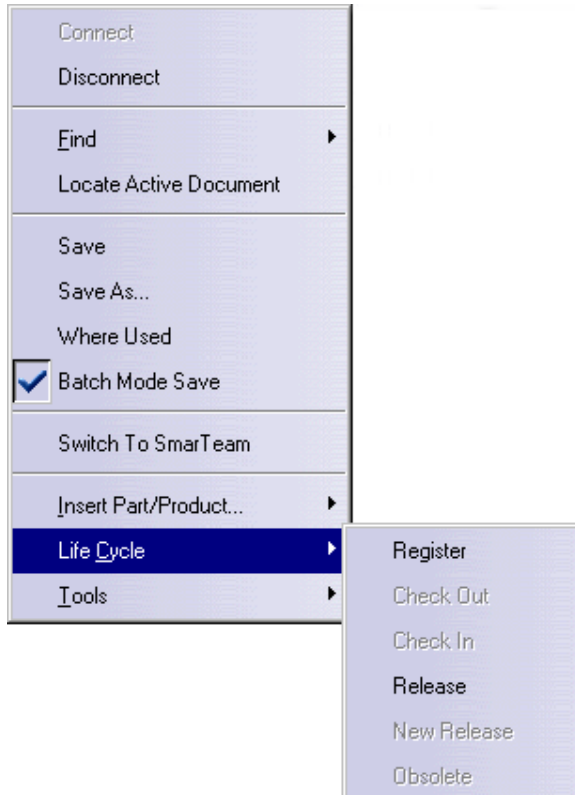 Connect
Disconnect
Find
Locate Active Document
Save
Save As...
Where Used
Batch Mode Save
Switch To SmarTeam
Insert Part/Product...
Life Cycle
Tools
Register
Check Out
Check In
Release
New Release
Obsolete